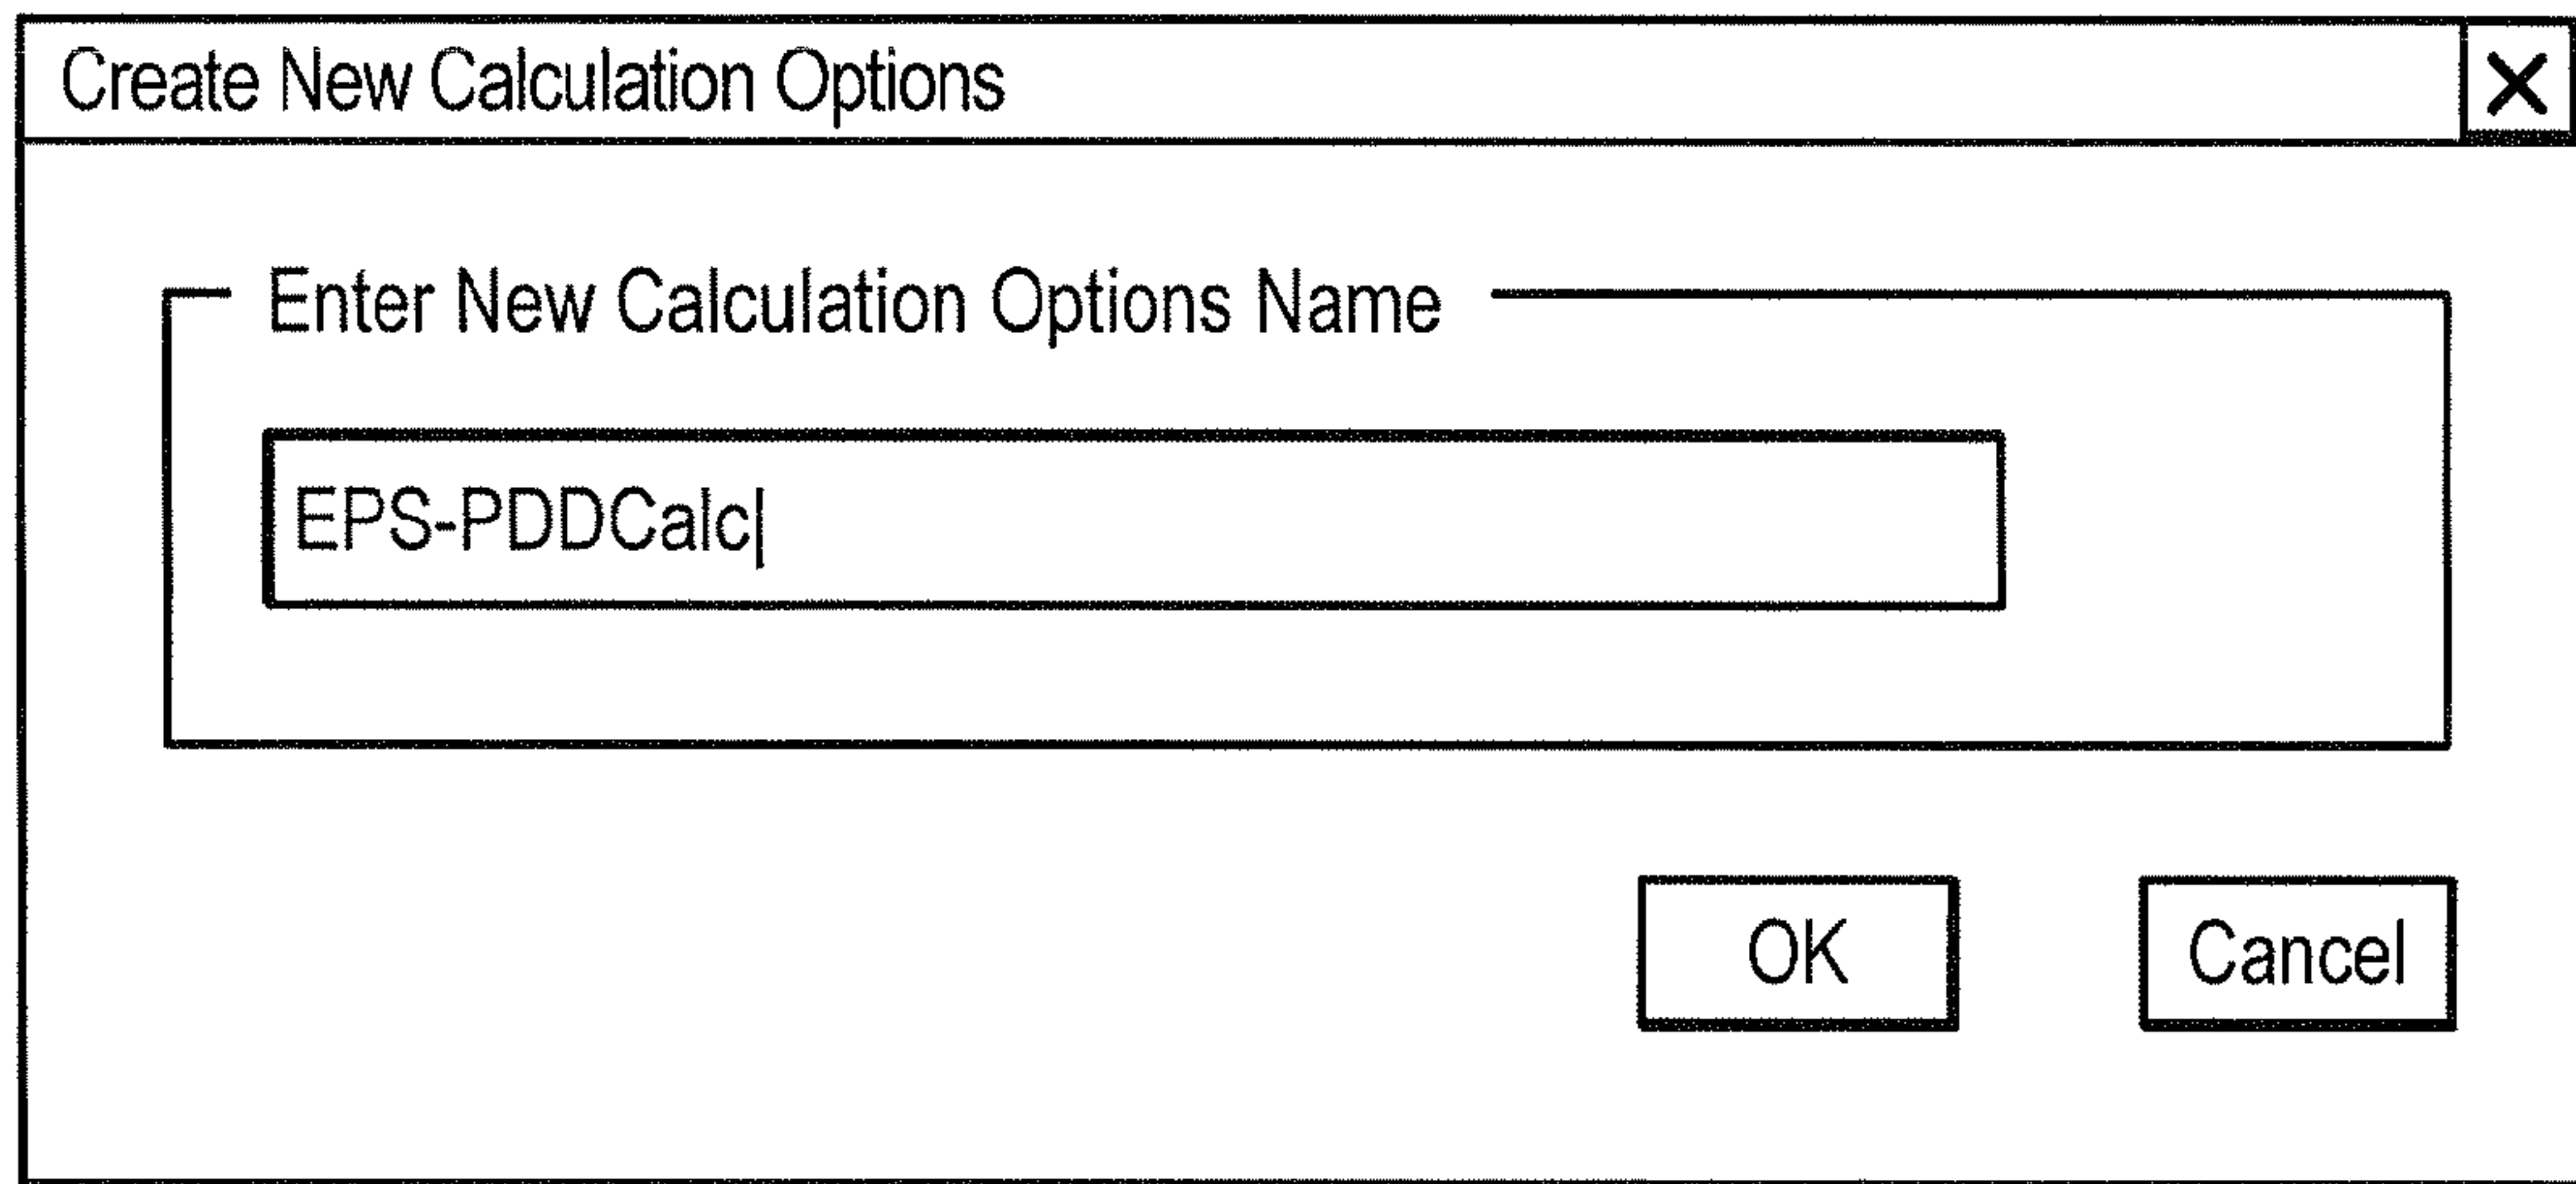 Create New Calculation Options
Enter New Calculation Options Name
EPS-PDDCalc
OK
Cancel